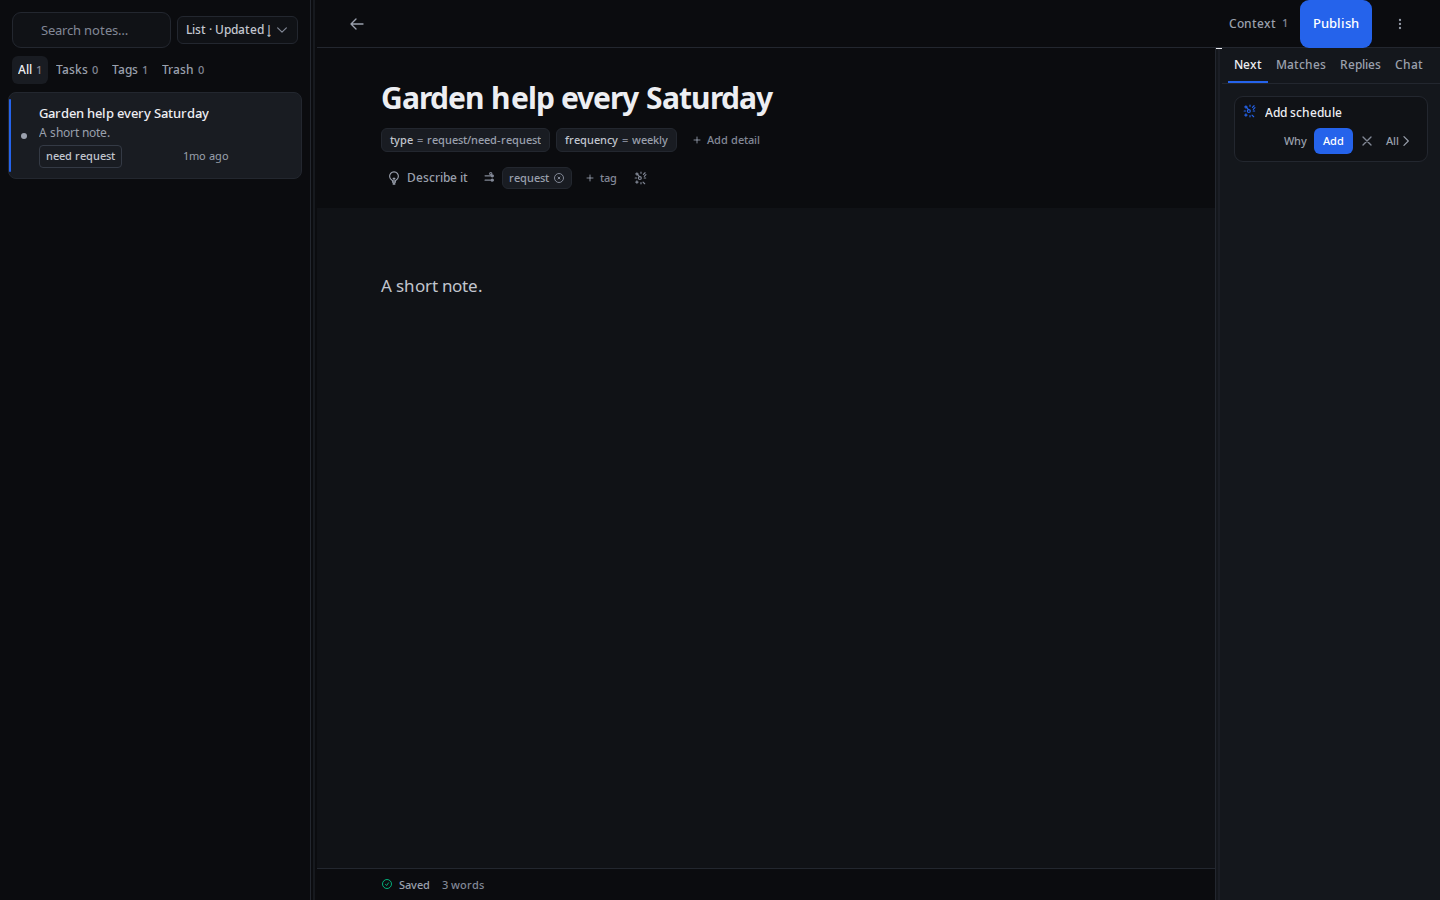 Search notes...
List · Updated ↓
All 1
Tasks 0
Tags 1
Trash 0
Garden help every Saturday
A short note.
need request
1mo ago
Context 1
Publish
Garden help every Saturday
type = request/need-request
frequency = weekly
+ Add detail
Describe it
request
+ tag
A short note.
Saved
3 words
Next
Matches
Replies
Chat
Add schedule
Why
Add
All